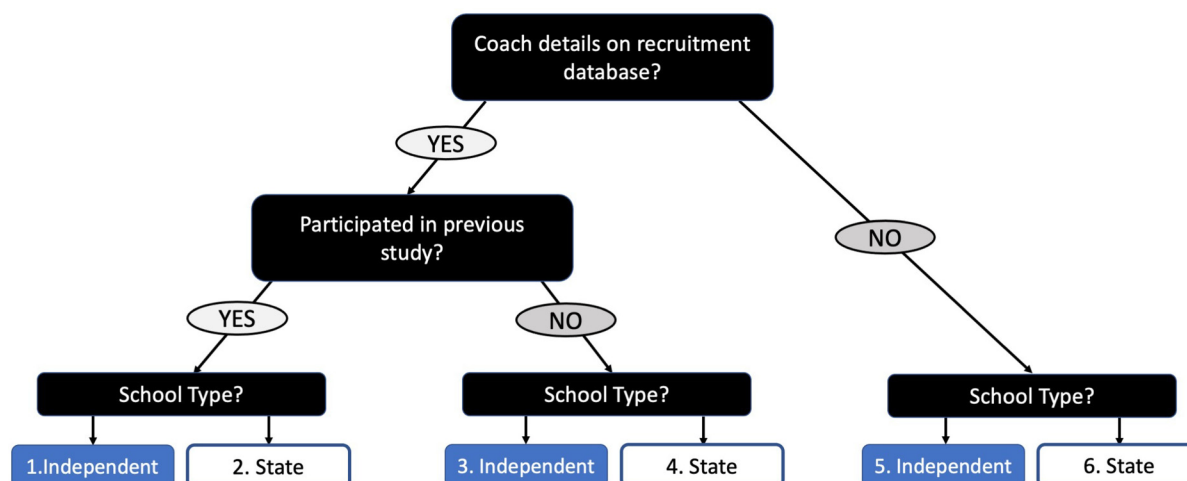 Coach details on recruitment
database?
YES
Participated in previous
study?
NO
YES
NO
School Type?
School Type?
School Type?
1.Independent
2. State
3. Independent
4. State
5. Independent
6. State